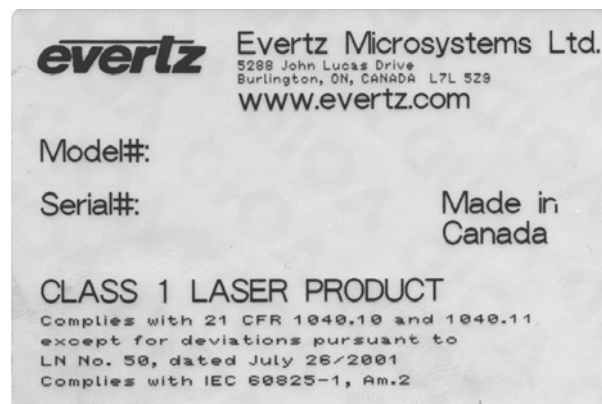 evertz
Evertz Microsystems Ltd.
5288 John Lucas Drive
Burlington, ON, CANADA L7L 5Z9
www.evertz.com
Model#:
Serial#:
Made in
Canada
CLASS 1 LASER PRODUCT
Complies with 21 CFR 1040.10 and 1040.11
except for deviations pursuant to
LN No. 50, dated July 26/2001
Complies with IEC 60825-1, Am.2